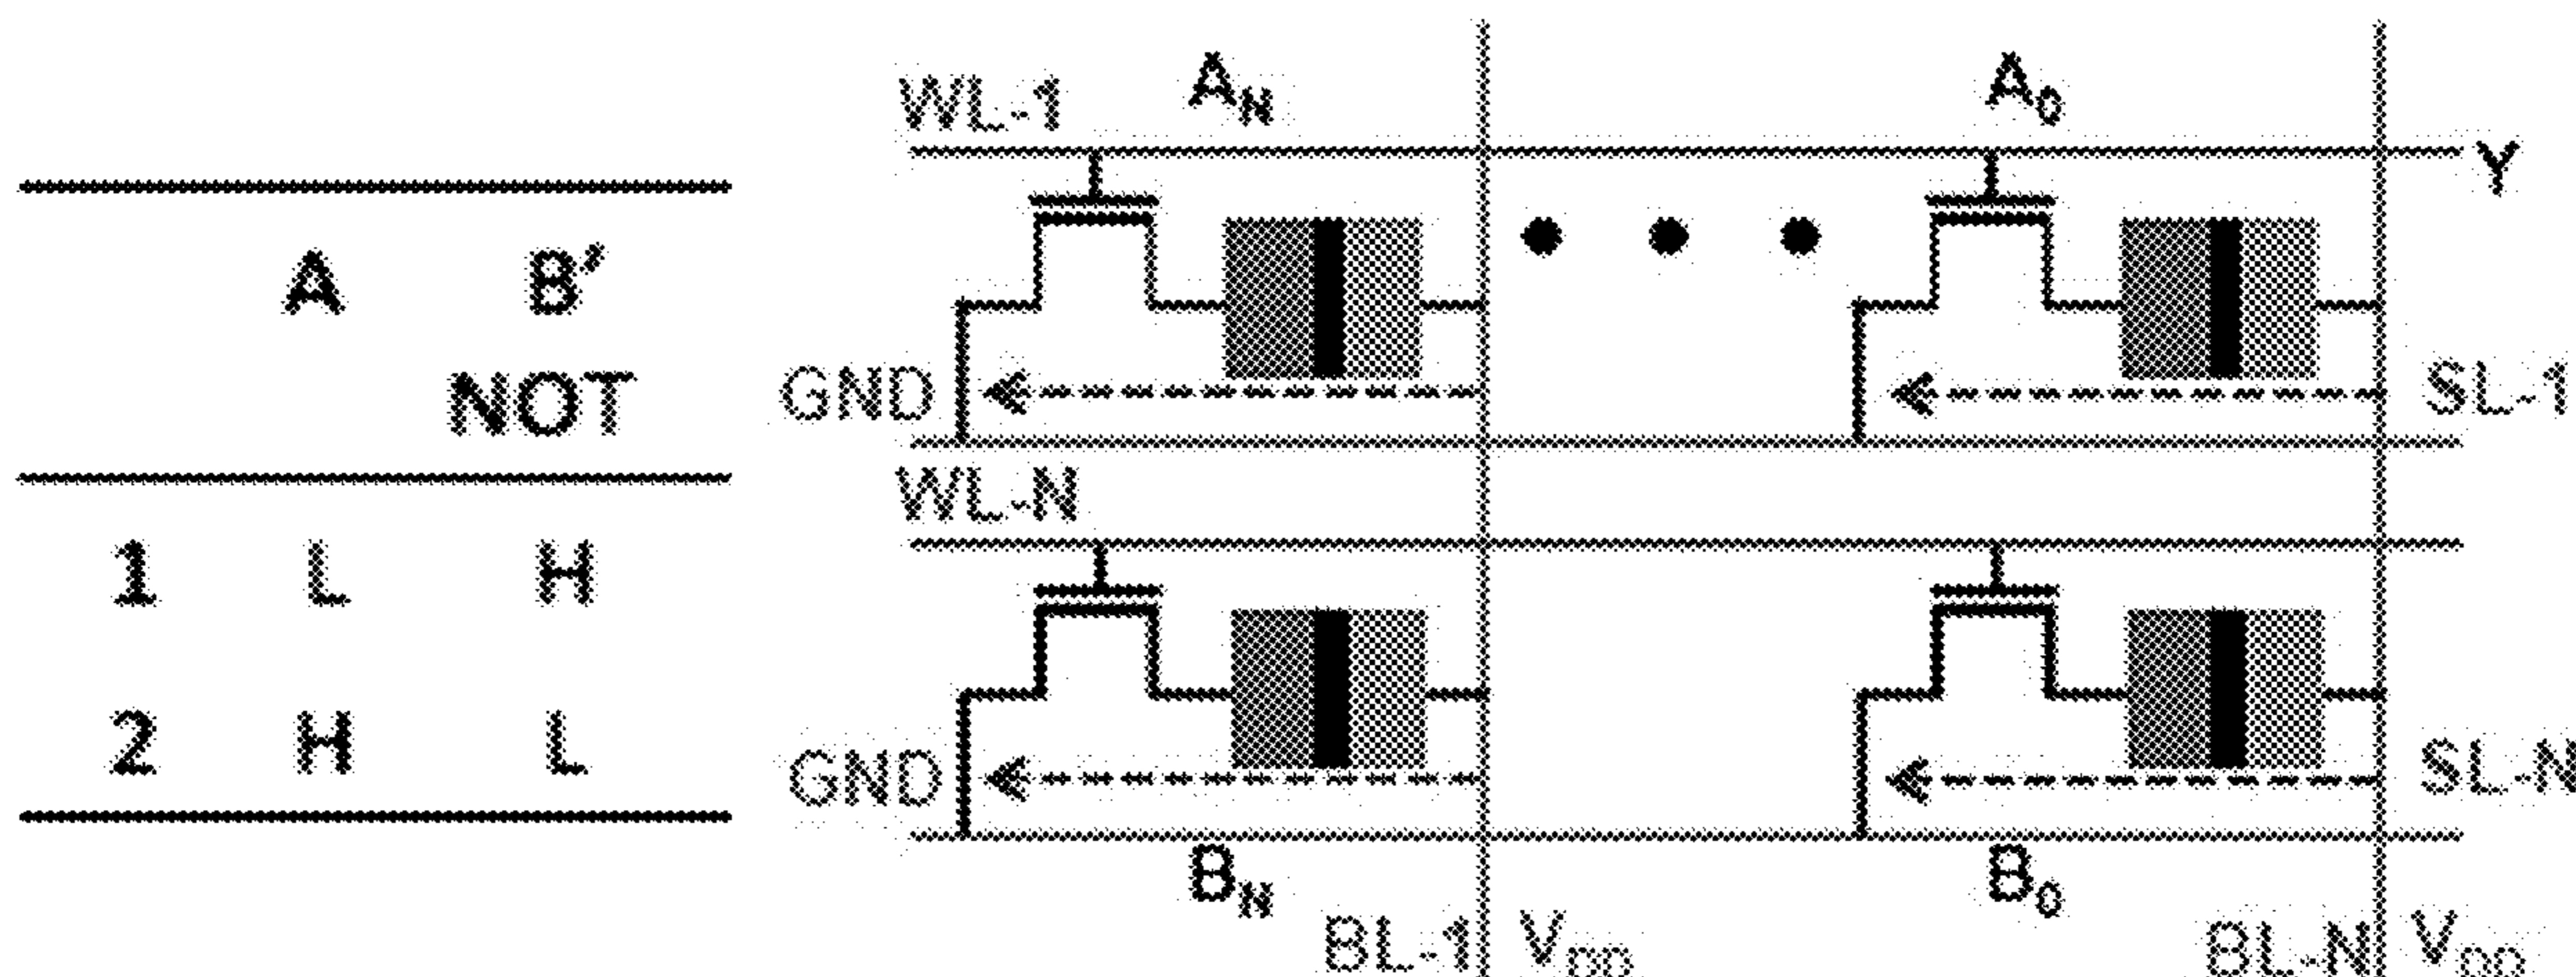 A B′
NOT
1 L H
2 H L
WL-1 A_N A_0
Y
GND SL-1
WL-N
GND SL-N
B_N B_0
BL-1 V_DD BL-N V_DD